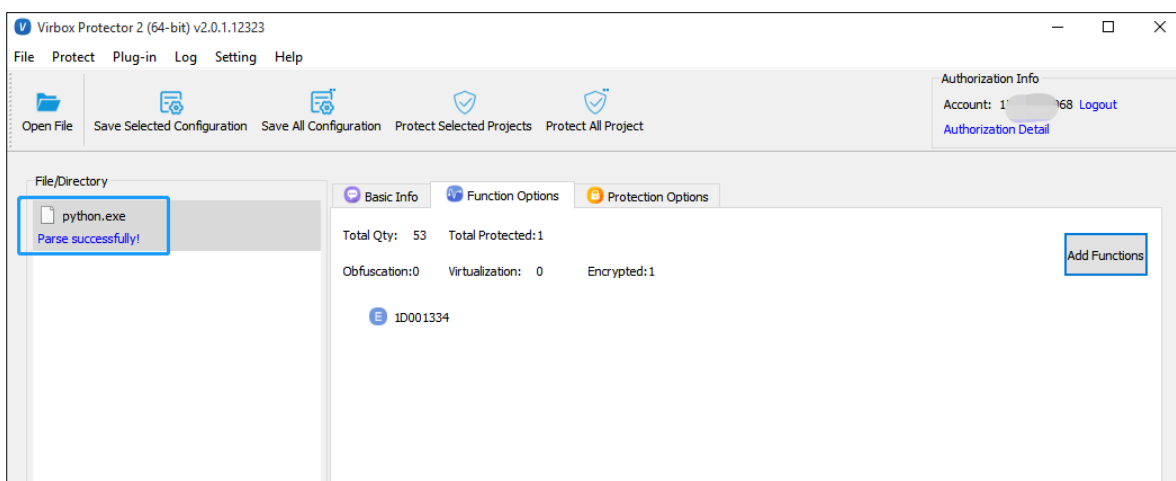 Virbox Protector 2 (64-bit) v2.0.1.12323
File Protect Plug-in Log Setting Help
Open File Save Selected Configuration Save All Configuration Protect Selected Projects Protect All Project
Authorization Info
Account: 1 968 Logout
Authorization Detail
File/Directory
python.exe
Parse successfully!
Basic Info Function Options Protection Options
Total Qty: 53 Total Protected:1
Obfuscation:0 Virtualization: 0 Encrypted:1
Add Functions
E 1D001334